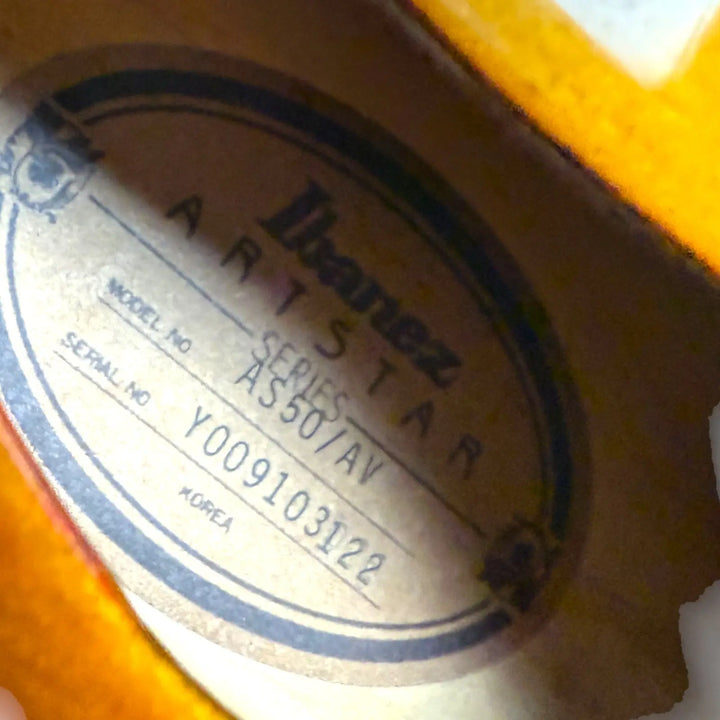 Ibanez
ARTSTAR
SERIES
MODEL NO AS50/AV
SERIAL NO Y009103122
KOREA